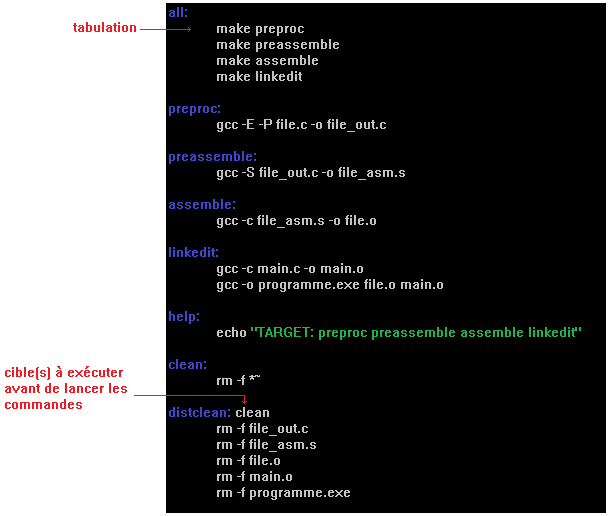 all:
tabulation
make preproc
make preassemble
make assemble
make linkedit
preproc:
gcc -E -P file.c -o file_out.c
preassemble:
gcc -S file_out.c -o file_asm.s
assemble:
gcc -c file_asm.s -o file.o
linkedit:
gcc -c main.c -o main.o
gcc -o programme.exe file.o main.o
help:
echo "TARGET: preproc preassemble assemble linkedit"
clean:
rm -f *~
cible(s) à exécuter
avant de lancer les
commandes
distclean: clean
rm -f file_out.c
rm -f file_asm.s
rm -f file.o
rm -f main.o
rm -f programme.exe